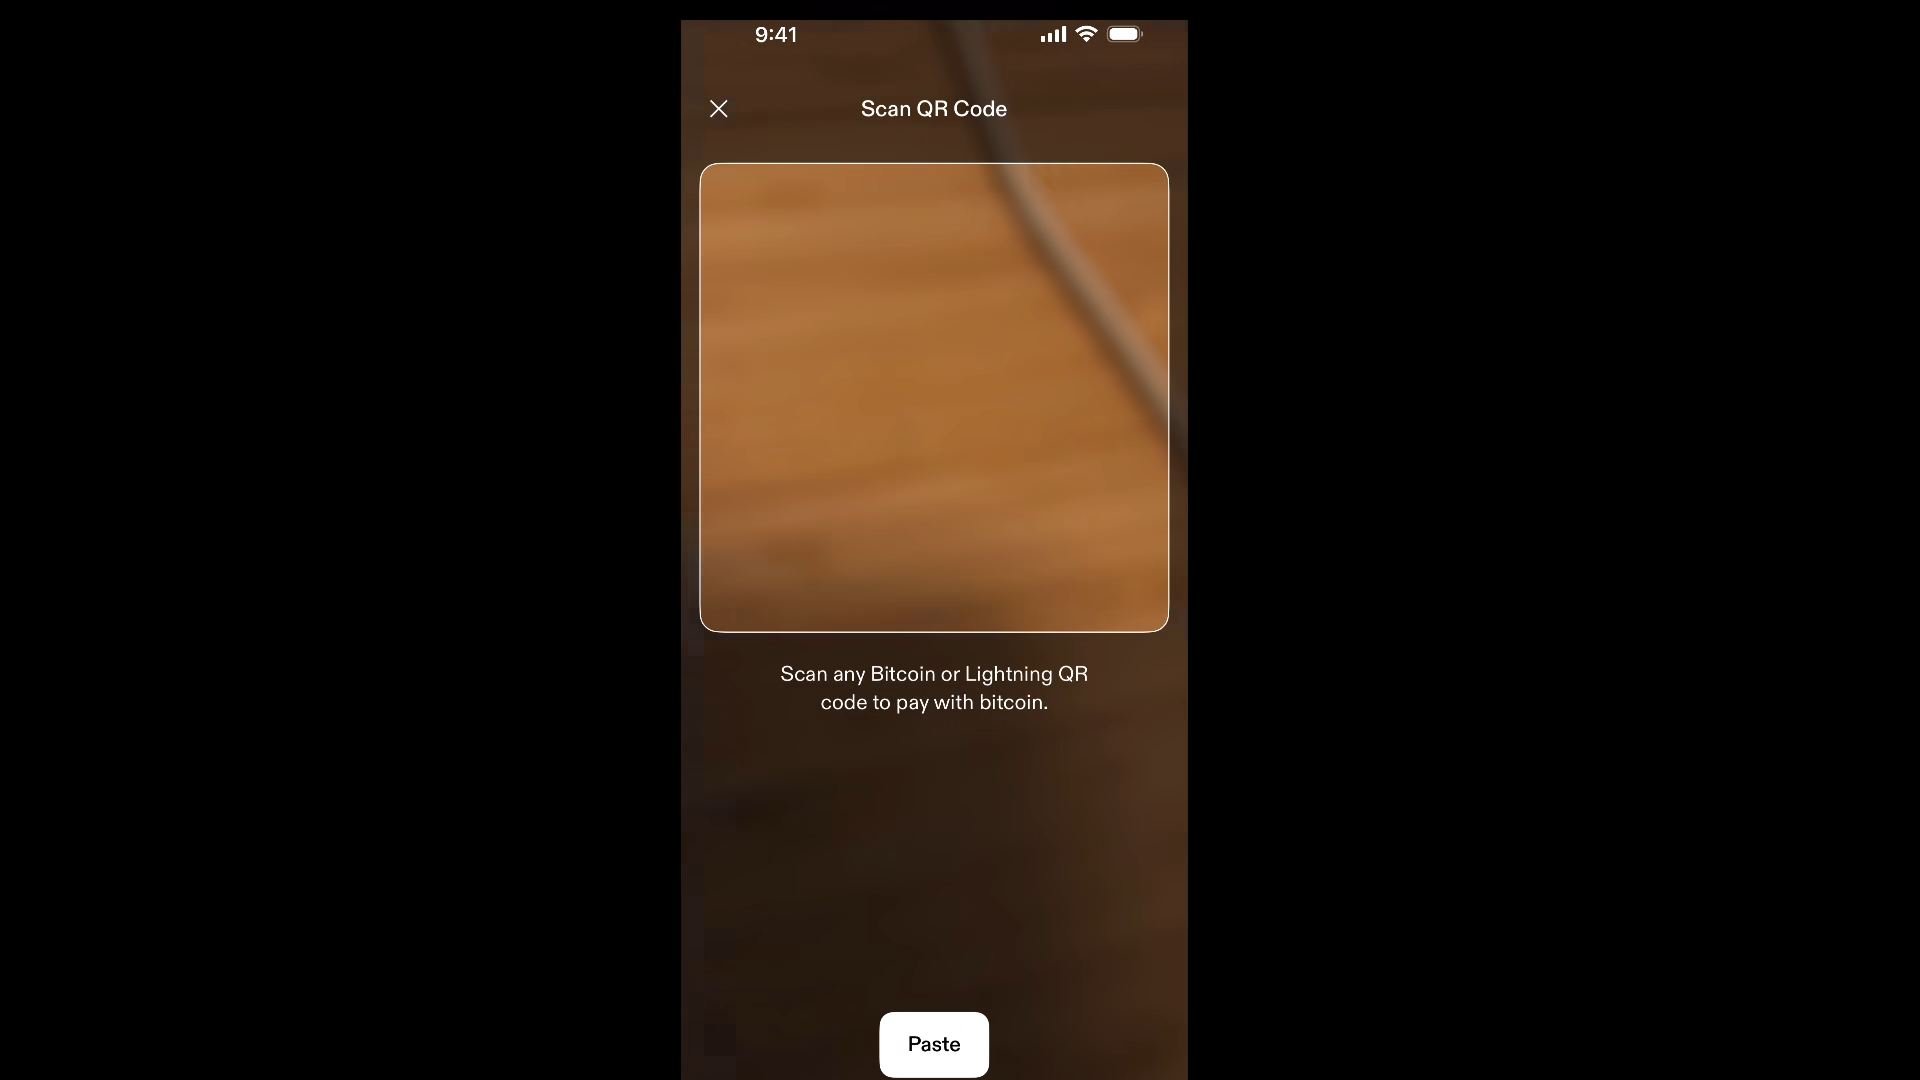 9:41
Scan QR Code
Scan any Bitcoin or Lightning QR
code to pay with bitcoin.
Paste